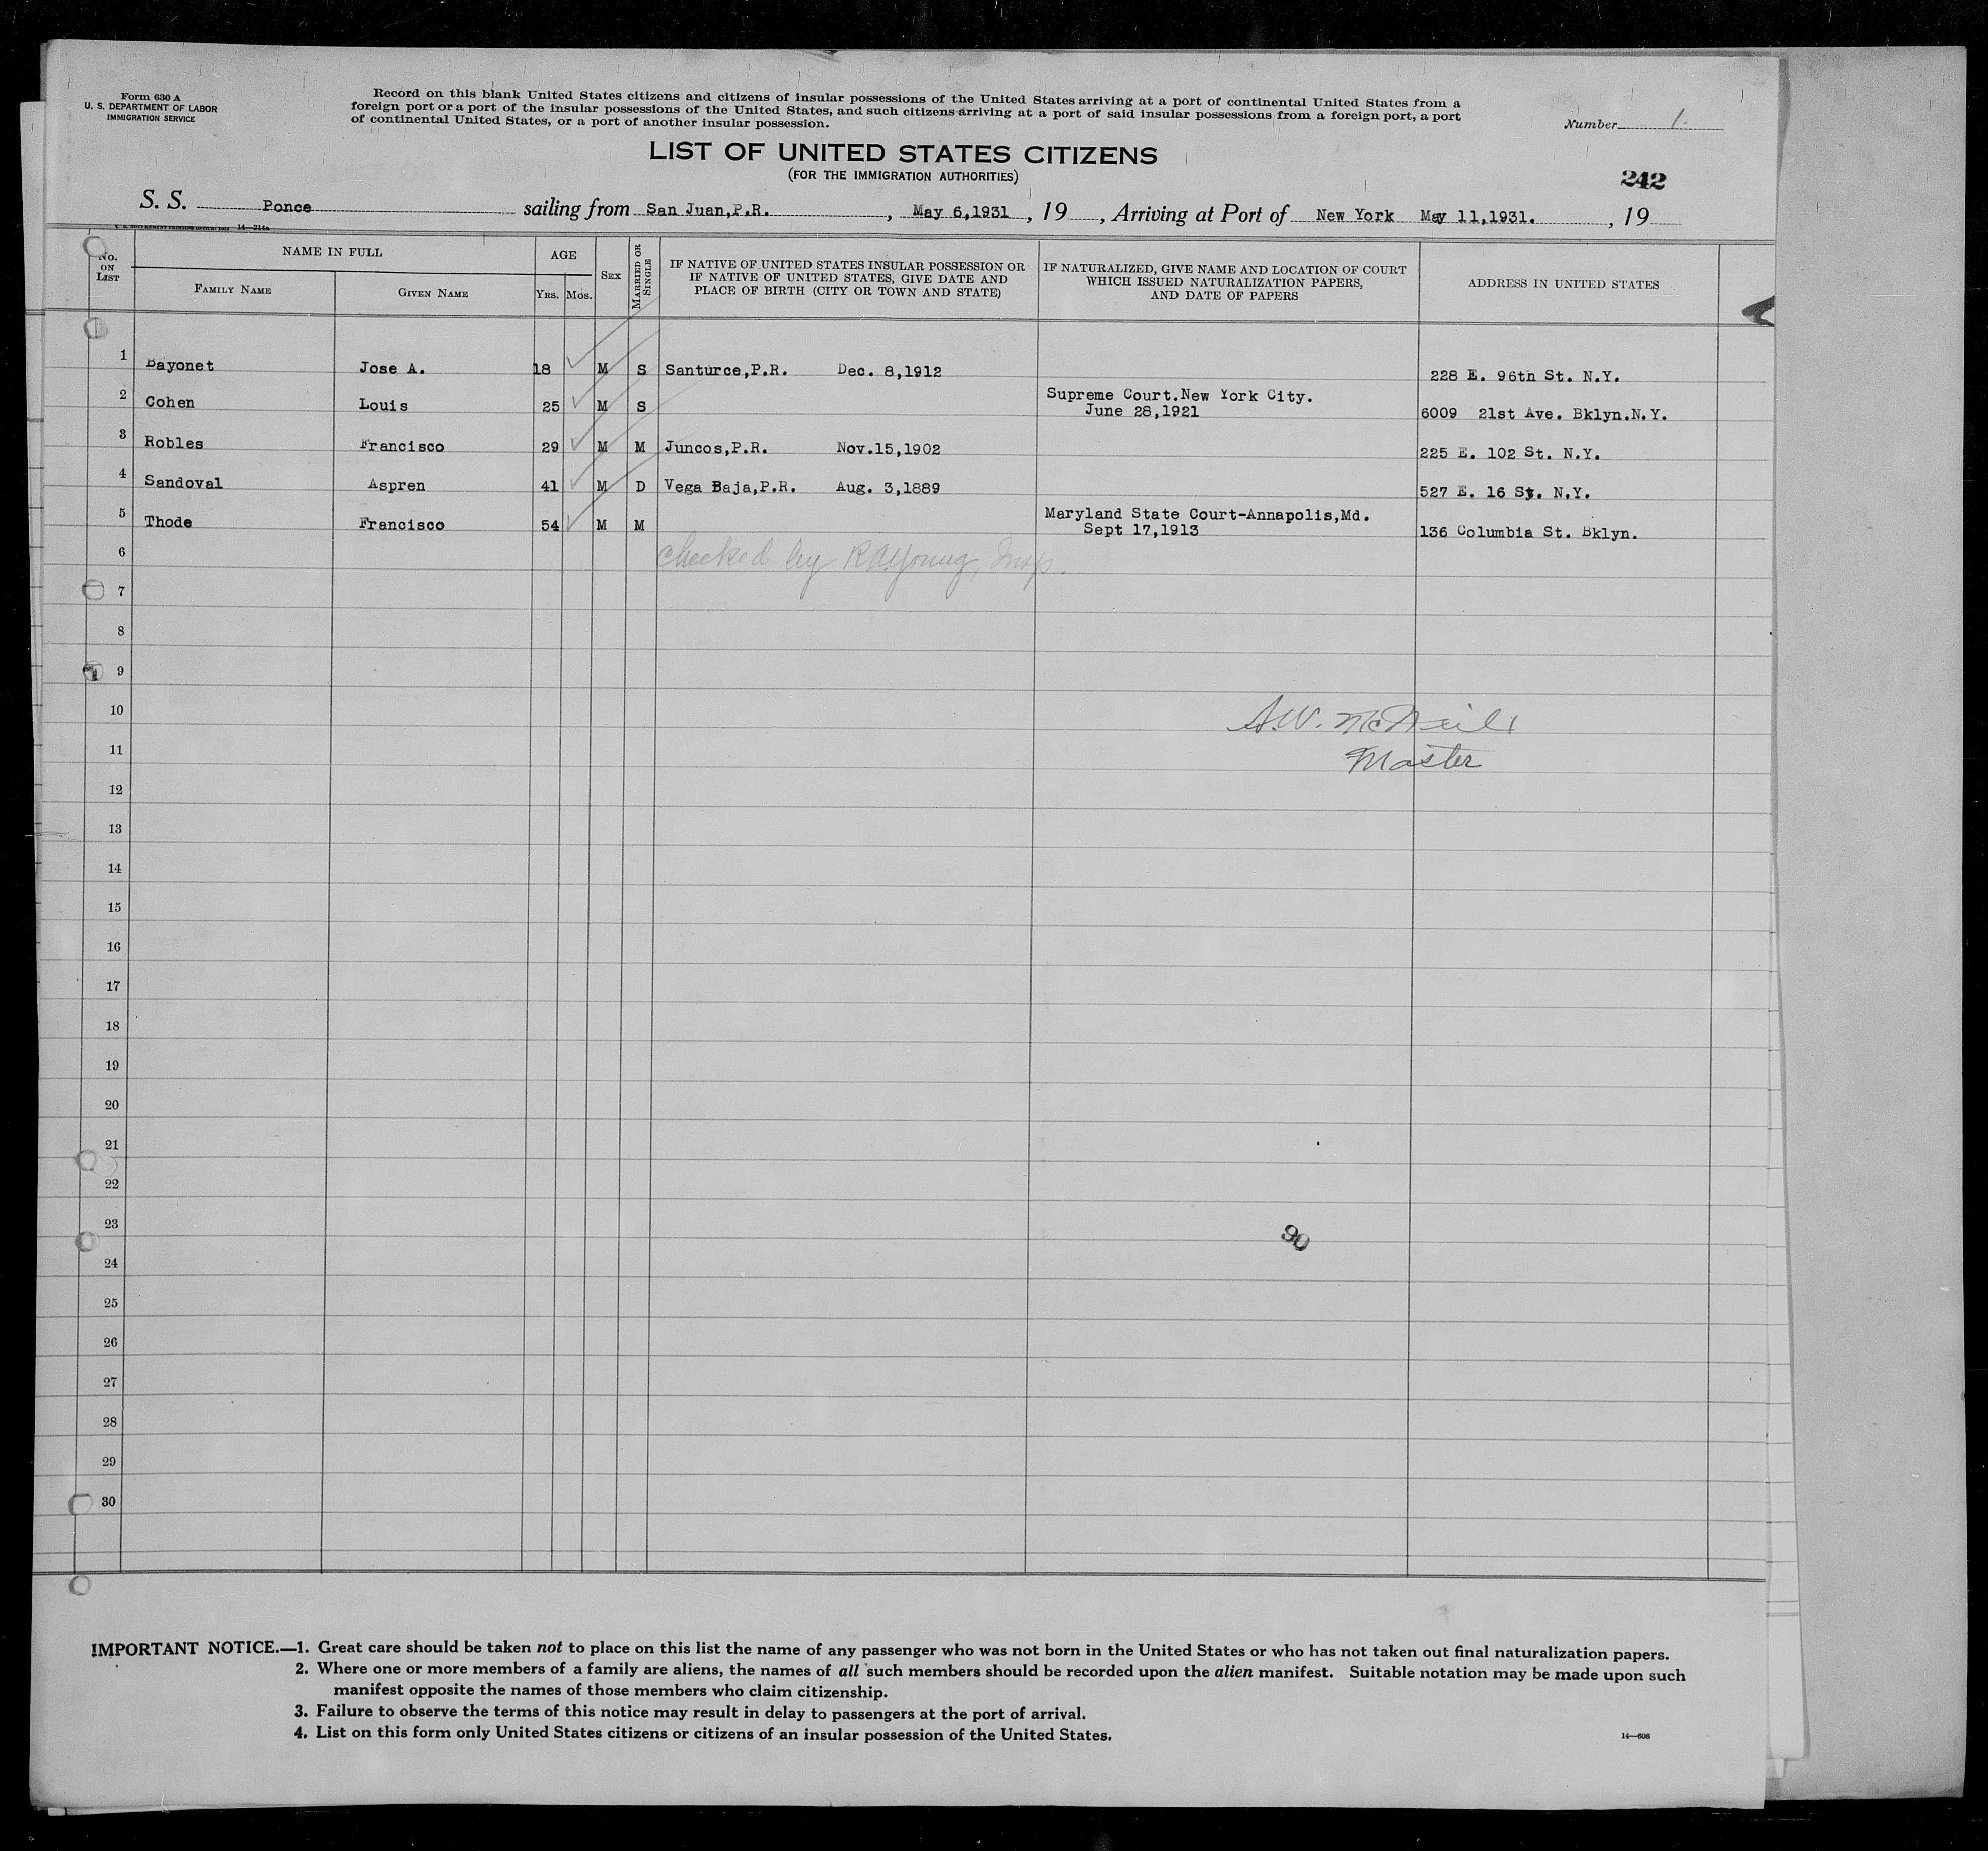 Form 630 A
U. S. DEPARTMENT OF LABOR
IMMIGRATION SERVICE
Record on this blank United States citizens and citizens of insular possessions of the United States arriving at a port of continental United States from a
foreign port or a port of the insular possessions of the United States, and such citizens arriving at a port of said insular possessions from a foreign port, a port
of continental United States, or a port of another insular possession.
Number 1.
LIST OF UNITED STATES CITIZENS
(FOR THE IMMIGRATION AUTHORITIES)
242
S. S. Ponce sailing from San Juan,P.R. , May 6,1931 , 19 , Arriving at Port of New York May 11,1931. , 19
14—214a
No. ON LIST
NAME IN FULL
FAMILY NAME
GIVEN NAME
AGE
YRS. MOS.
SEX
MARRIED OR SINGLE
IF NATIVE OF UNITED STATES INSULAR POSSESSION OR
IF NATIVE OF UNITED STATES, GIVE DATE AND
PLACE OF BIRTH (CITY OR TOWN AND STATE)
IF NATURALIZED, GIVE NAME AND LOCATION OF COURT
WHICH ISSUED NATURALIZATION PAPERS,
AND DATE OF PAPERS
ADDRESS IN UNITED STATES
1 Bayonet Jose A. 18 M S Santurce,P.R. Dec. 8,1912 228 E. 96th St. N.Y.
2 Cohen Louis 25 M S Supreme Court.New York City.
June 28,1921 6009 21st Ave. Bklyn.N.Y.
3 Robles Francisco 29 M M Juncos,P.R. Nov.15,1902 225 E. 102 St. N.Y.
4 Sandoval Aspren 41 M D Vega Baja,P.R. Aug. 3,1889 527 E. 16 St. N.Y.
5 Thode Francisco 54 M M Maryland State Court-Annapolis,Md.
Sept 17,1913 136 Columbia St. Bklyn.
6 checked by R A Young, Insp.
7
8
9
10 A.W. McNeill
11 Master
12
13
14
15
16
17
18
19
20
21
22
23
90
24
25
26
27
28
29
30
IMPORTANT NOTICE.—1. Great care should be taken not to place on this list the name of any passenger who was not born in the United States or who has not taken out final naturalization papers.
2. Where one or more members of a family are aliens, the names of all such members should be recorded upon the alien manifest. Suitable notation may be made upon such
manifest opposite the names of those members who claim citizenship.
3. Failure to observe the terms of this notice may result in delay to passengers at the port of arrival.
4. List on this form only United States citizens or citizens of an insular possession of the United States.
14—608